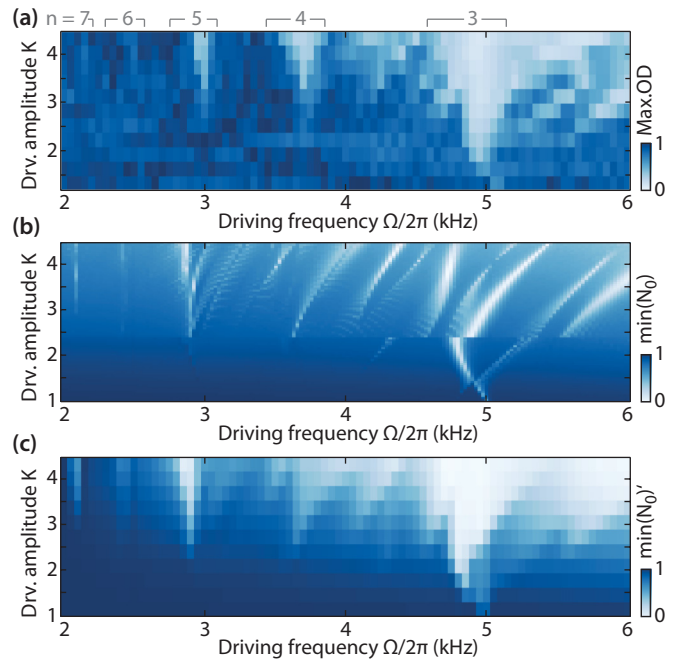 n = 7 6 5 4 3
(a)
Drv. amplitude K
4
3
2
2 3 4 5 6
Driving frequency Ω/2π (kHz)
Max.OD
1
0
(b)
Drv. amplitude K
4
3
2
1
2 3 4 5 6
Driving frequency Ω/2π (kHz)
min(N₀)
1
0
(c)
Drv. amplitude K
4
3
2
1
2 3 4 5 6
Driving frequency Ω/2π (kHz)
min(N₀)′
1
0